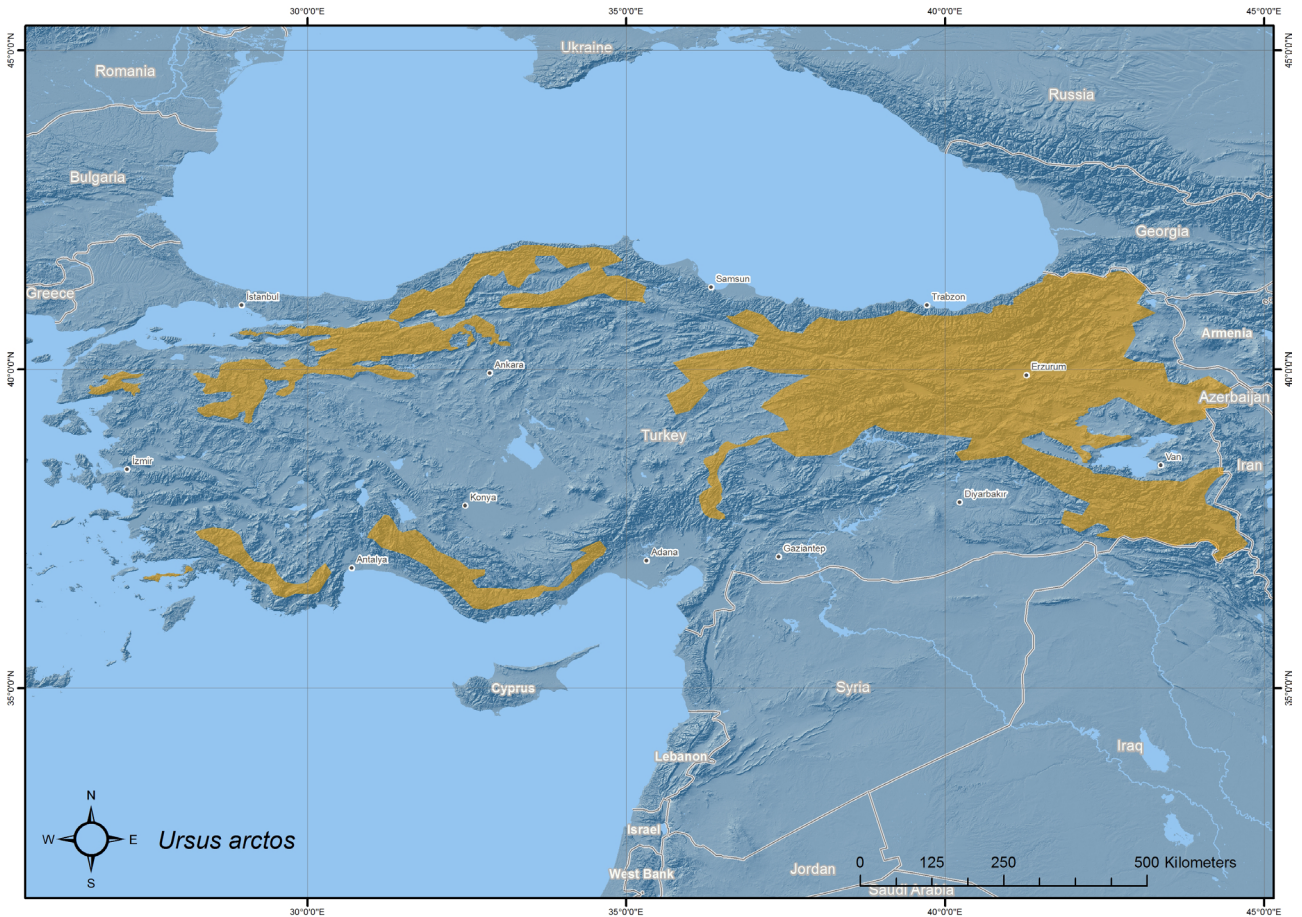 30°0'0"E 35°0'0"E 40°0'0"E 45°0'0"E
45°0'0"N
45°0'0"N
Ukraine
Romania
Russia
Bulgaria
Georgia
Greece
İstanbul
Samsun
Trabzon
Armenia
40°0'0"N
40°0'0"N
Ankara
Erzurum
Azerbaijan
Turkey
İzmir
Van
Iran
Konya
Diyarbakır
Antalya
Adana
Gaziantep
35°0'0"N
35°0'0"N
Cyprus
Syria
Iraq
Lebanon
N
W E
S
Ursus arctos
Israel
West Bank
Jordan
Saudi Arabia
0 125 250 500 Kilometers
30°0'0"E 35°0'0"E 40°0'0"E 45°0'0"E